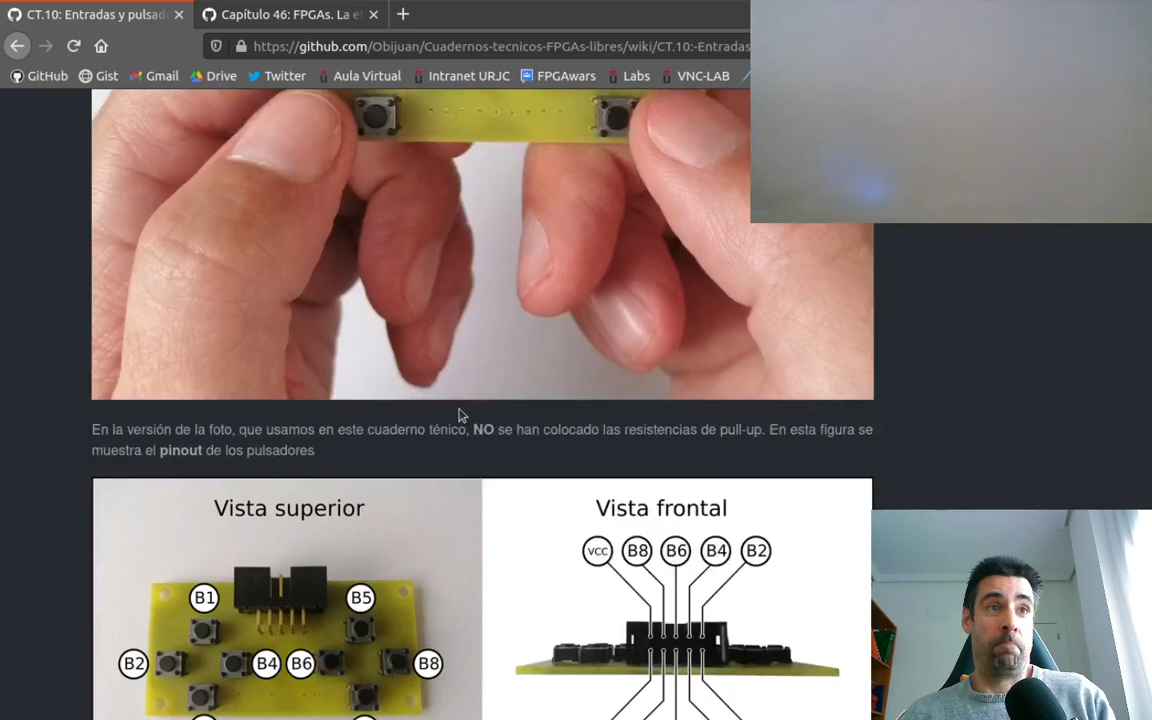 CT.10: Entradas y pulsad
Capítulo 46: FPGAs. La e
https://github.com/Obijuan/Cuadernos-tecnicos-FPGAs-libres/wiki/CT.10:-Entradas
GitHub
Gist
Gmail
Drive
Twitter
Aula Virtual
Intranet URJC
FPGAwars
Labs
VNC-LAB
En la versión de la foto, que usamos en este cuaderno ténico, NO se han colocado las resistencias de pull-up. En esta figura se
muestra el pinout de los pulsadores
Vista superior
Vista frontal
VCC B8 B6 B4 B2
B1 B5
B2 B4 B6 B8